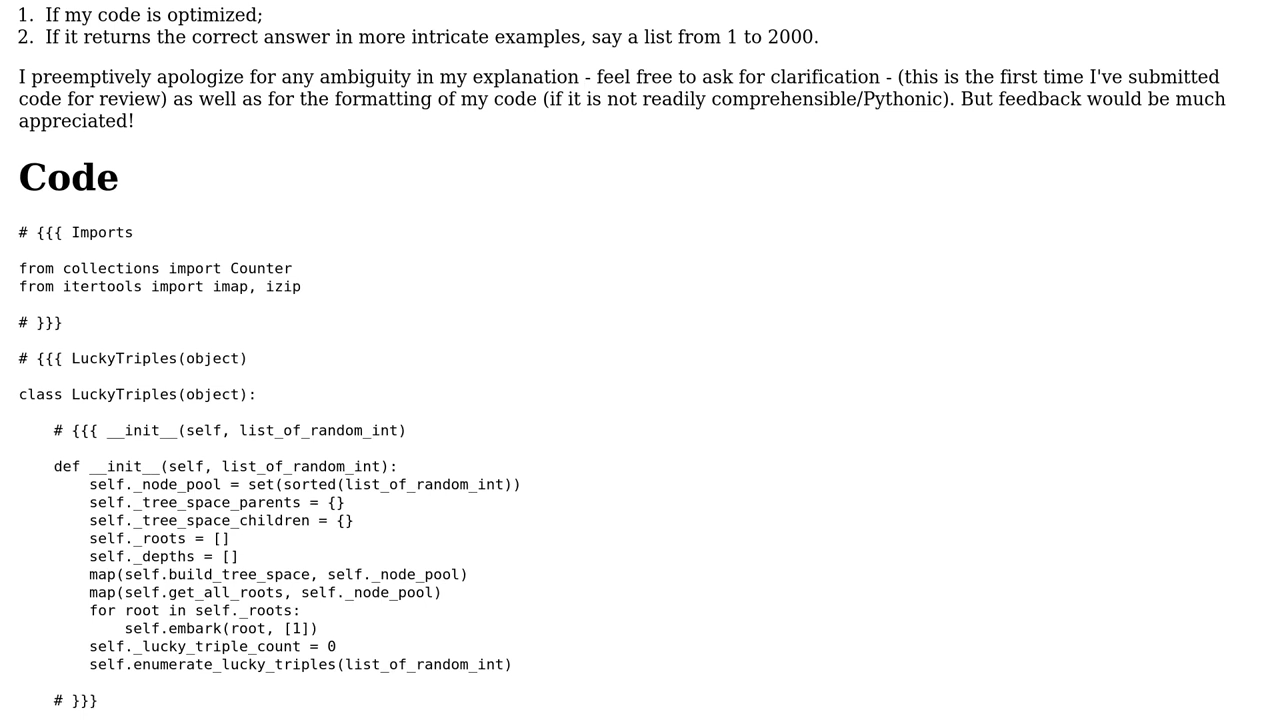 1. If my code is optimized;
2. If it returns the correct answer in more intricate examples, say a list from 1 to 2000.
I preemptively apologize for any ambiguity in my explanation - feel free to ask for clarification - (this is the first time I've submitted
code for review) as well as for the formatting of my code (if it is not readily comprehensible/Pythonic). But feedback would be much
appreciated!
Code
# {{{ Imports
from collections import Counter
from itertools import imap, izip
# }}}
# {{{ LuckyTriples(object)
class LuckyTriples(object):
    # {{{ __init__(self, list_of_random_int)
    def __init__(self, list_of_random_int):
        self._node_pool = set(sorted(list_of_random_int))
        self._tree_space_parents = {}
        self._tree_space_children = {}
        self._roots = []
        self._depths = []
        map(self.build_tree_space, self._node_pool)
        map(self.get_all_roots, self._node_pool)
        for root in self._roots:
            self.embark(root, [1])
        self._lucky_triple_count = 0
        self.enumerate_lucky_triples(list_of_random_int)
    # }}}